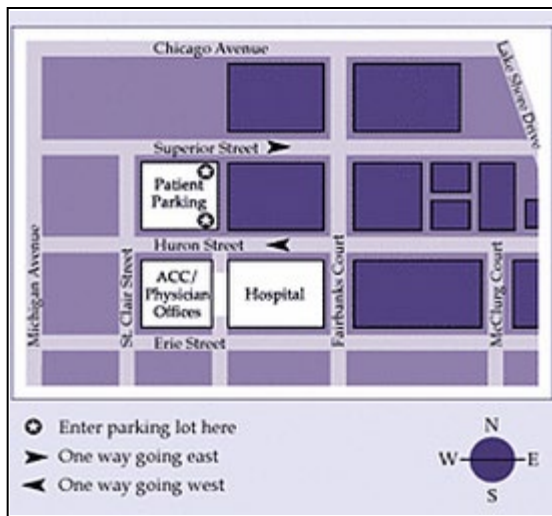 Chicago Avenue
Lake Shore Drive
Superior Street
Patient
Parking
Huron Street
Michigan Avenue
St. Clair Street
ACC/
Physician
Offices
Hospital
Fairbanks Court
McClurg Court
Erie Street
Enter parking lot here
One way going east
One way going west
N
W
E
S